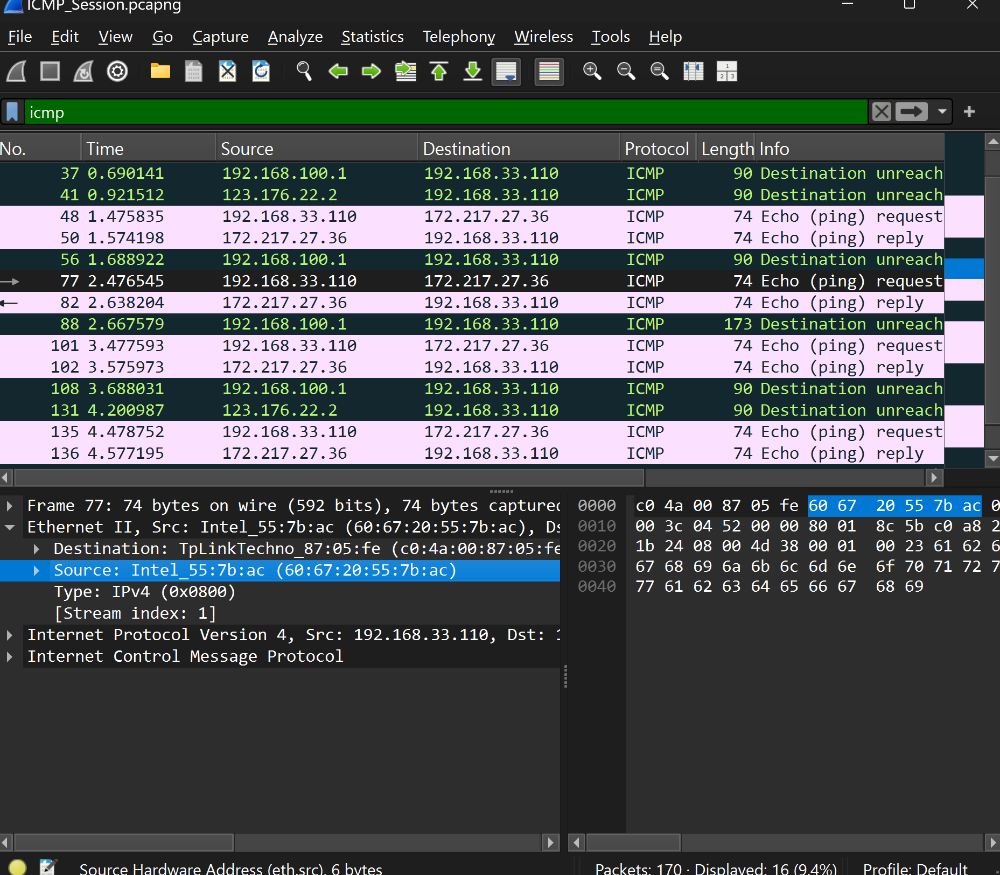 ICMP_Session.pcapng
File Edit View Go Capture Analyze Statistics Telephony Wireless Tools Help
icmp
No. Time Source Destination Protocol Length Info
37 0.690141 192.168.100.1 192.168.33.110 ICMP 90 Destination unreach
41 0.921512 123.176.22.2 192.168.33.110 ICMP 90 Destination unreach
48 1.475835 192.168.33.110 172.217.27.36 ICMP 74 Echo (ping) request
50 1.574198 172.217.27.36 192.168.33.110 ICMP 74 Echo (ping) reply
56 1.688922 192.168.100.1 192.168.33.110 ICMP 90 Destination unreach
77 2.476545 192.168.33.110 172.217.27.36 ICMP 74 Echo (ping) request
82 2.638204 172.217.27.36 192.168.33.110 ICMP 74 Echo (ping) reply
88 2.667579 192.168.100.1 192.168.33.110 ICMP 173 Destination unreach
101 3.477593 192.168.33.110 172.217.27.36 ICMP 74 Echo (ping) request
102 3.575973 172.217.27.36 192.168.33.110 ICMP 74 Echo (ping) reply
108 3.688031 192.168.100.1 192.168.33.110 ICMP 90 Destination unreach
131 4.200987 123.176.22.2 192.168.33.110 ICMP 90 Destination unreach
135 4.478752 192.168.33.110 172.217.27.36 ICMP 74 Echo (ping) request
136 4.577195 172.217.27.36 192.168.33.110 ICMP 74 Echo (ping) reply
Frame 77: 74 bytes on wire (592 bits), 74 bytes captured
Ethernet II, Src: Intel_55:7b:ac (60:67:20:55:7b:ac), Ds
Destination: TpLinkTechno_87:05:fe (c0:4a:00:87:05:fe
Source: Intel_55:7b:ac (60:67:20:55:7b:ac)
Type: IPv4 (0x0800)
[Stream index: 1]
Internet Protocol Version 4, Src: 192.168.33.110, Dst: 1
Internet Control Message Protocol
0000 c0 4a 00 87 05 fe 60 67 20 55 7b ac 0
0010 00 3c 04 52 00 00 80 01 8c 5b c0 a8 2
0020 1b 24 08 00 4d 38 00 01 00 23 61 62 6
0030 67 68 69 6a 6b 6c 6d 6e 6f 70 71 72 7
0040 77 61 62 63 64 65 66 67 68 69
Source Hardware Address (eth.src), 6 bytes
Packets: 170 · Displayed: 16 (9.4%)
Profile: Default